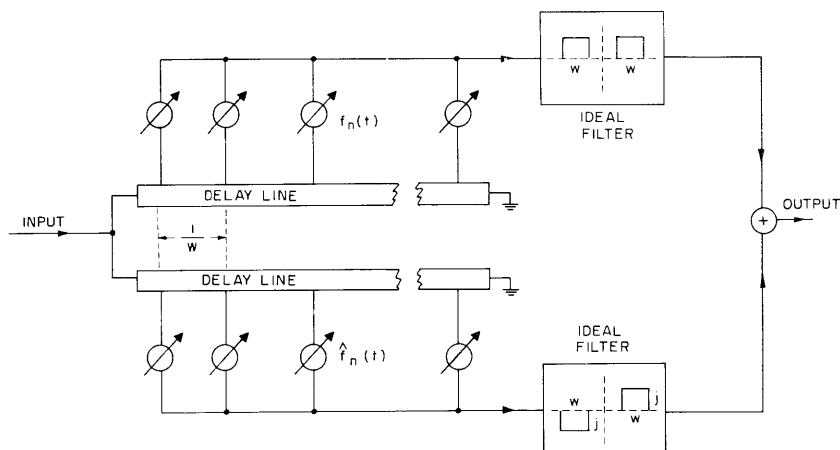 W W
IDEAL
FILTER
f_n(t)
DELAY LINE
INPUT
1/W
OUTPUT
+
DELAY LINE
IDEAL
FILTER
f̂_n(t)
W
j
j
W